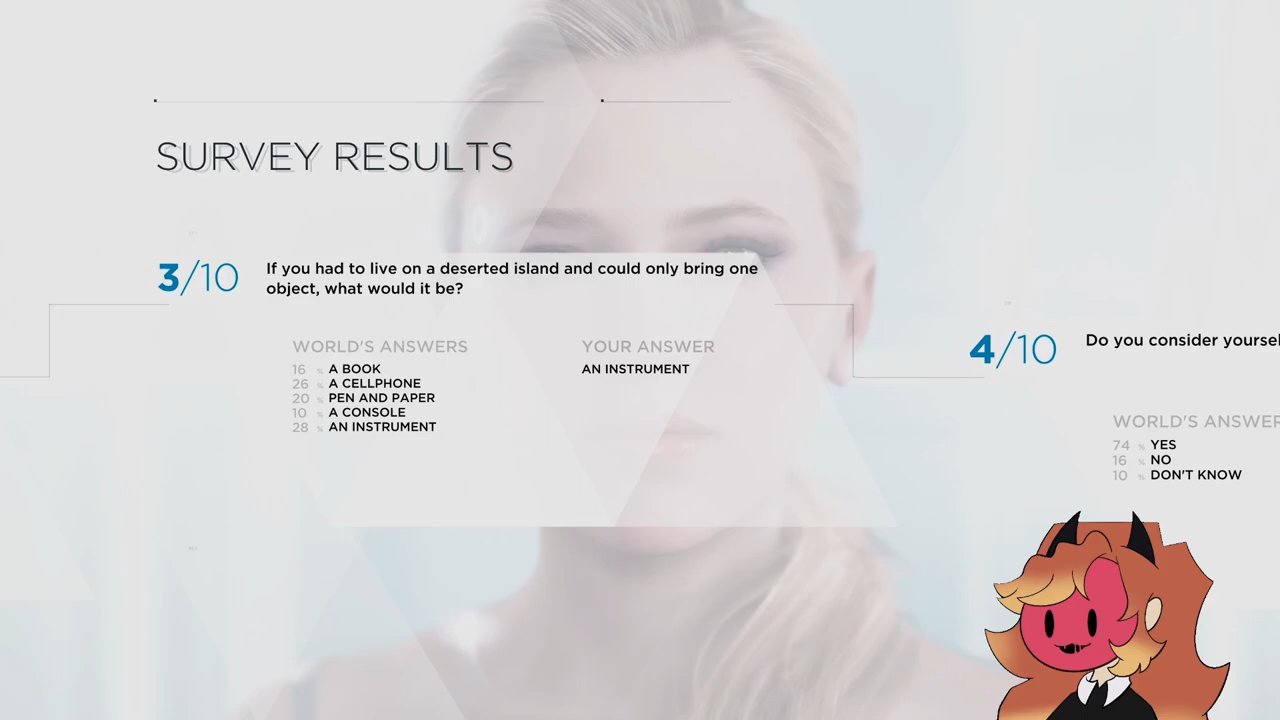 SURVEY RESULTS
3/10
If you had to live on a deserted island and could only bring one
object, what would it be?
WORLD'S ANSWERS
16 % A BOOK
26 % A CELLPHONE
20 % PEN AND PAPER
10 % A CONSOLE
28 % AN INSTRUMENT
YOUR ANSWER
AN INSTRUMENT
4/10
Do you consider yoursel
WORLD'S ANSWER
74 % YES
16 % NO
10 % DON'T KNOW